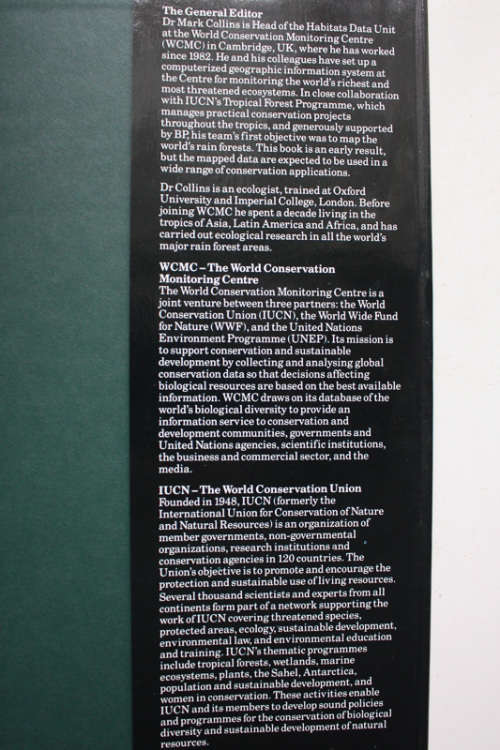 The General Editor
Dr Mark Collins is Head of the Habitats Data Unit
at the World Conservation Monitoring Centre
(WCMC) in Cambridge, UK, where he has worked
since 1982. He and his colleagues have set up a
computerized geographic information system at
the Centre for monitoring the world's richest and
most threatened ecosystems. In close collaboration
with IUCN's Tropical Forest Programme, which
manages practical conservation projects
throughout the tropics, and generously supported
by BP, his team's first objective was to map the
world's rain forests. This book is an early result,
but the mapped data are expected to be used in a
wide range of conservation applications.
Dr Collins is an ecologist, trained at Oxford
University and Imperial College, London. Before
joining WCMC he spent a decade living in the
tropics of Asia, Latin America and Africa, and has
carried out ecological research in all the world's
major rain forest areas.
WCMC – The World Conservation
Monitoring Centre
The World Conservation Monitoring Centre is a
joint venture between three partners: the World
Conservation Union (IUCN), the World Wide Fund
for Nature (WWF), and the United Nations
Environment Programme (UNEP). Its mission is
to support conservation and sustainable
development by collecting and analysing global
conservation data so that decisions affecting
biological resources are based on the best available
information. WCMC draws on its database of the
world's biological diversity to provide an
information service to conservation and
development communities, governments and
United Nations agencies, scientific institutions,
the business and commercial sector, and the
media.
IUCN – The World Conservation Union
Founded in 1948, IUCN (formerly the
International Union for Conservation of Nature
and Natural Resources) is an organization of
member governments, non-governmental
organizations, research institutions and
conservation agencies in 120 countries. The
Union's objective is to promote and encourage the
protection and sustainable use of living resources.
Several thousand scientists and experts from all
continents form part of a network supporting the
work of IUCN covering threatened species,
protected areas, ecology, sustainable development,
environmental law, and environmental education
and training. IUCN's thematic programmes
include tropical forests, wetlands, marine
ecosystems, plants, the Sahel, Antarctica,
population and sustainable development, and
women in conservation. These activities enable
IUCN and its members to develop sound policies
and programmes for the conservation of biological
diversity and sustainable development of natural
resources.